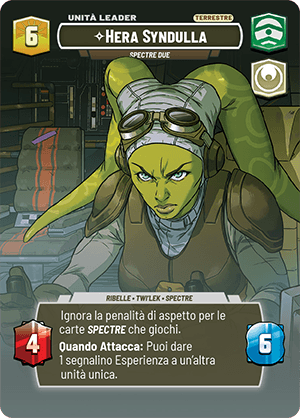 UNITÀ LEADER
TERRESTRE
6
✧HERA SYNDULLA
SPECTRE DUE
RIBELLE • TWI'LEK • SPECTRE
Ignora la penalità di aspetto per le
carte SPECTRE che giochi.
Quando Attacca: Puoi dare
1 segnalino Esperienza a un'altra
unità unica.
4
6